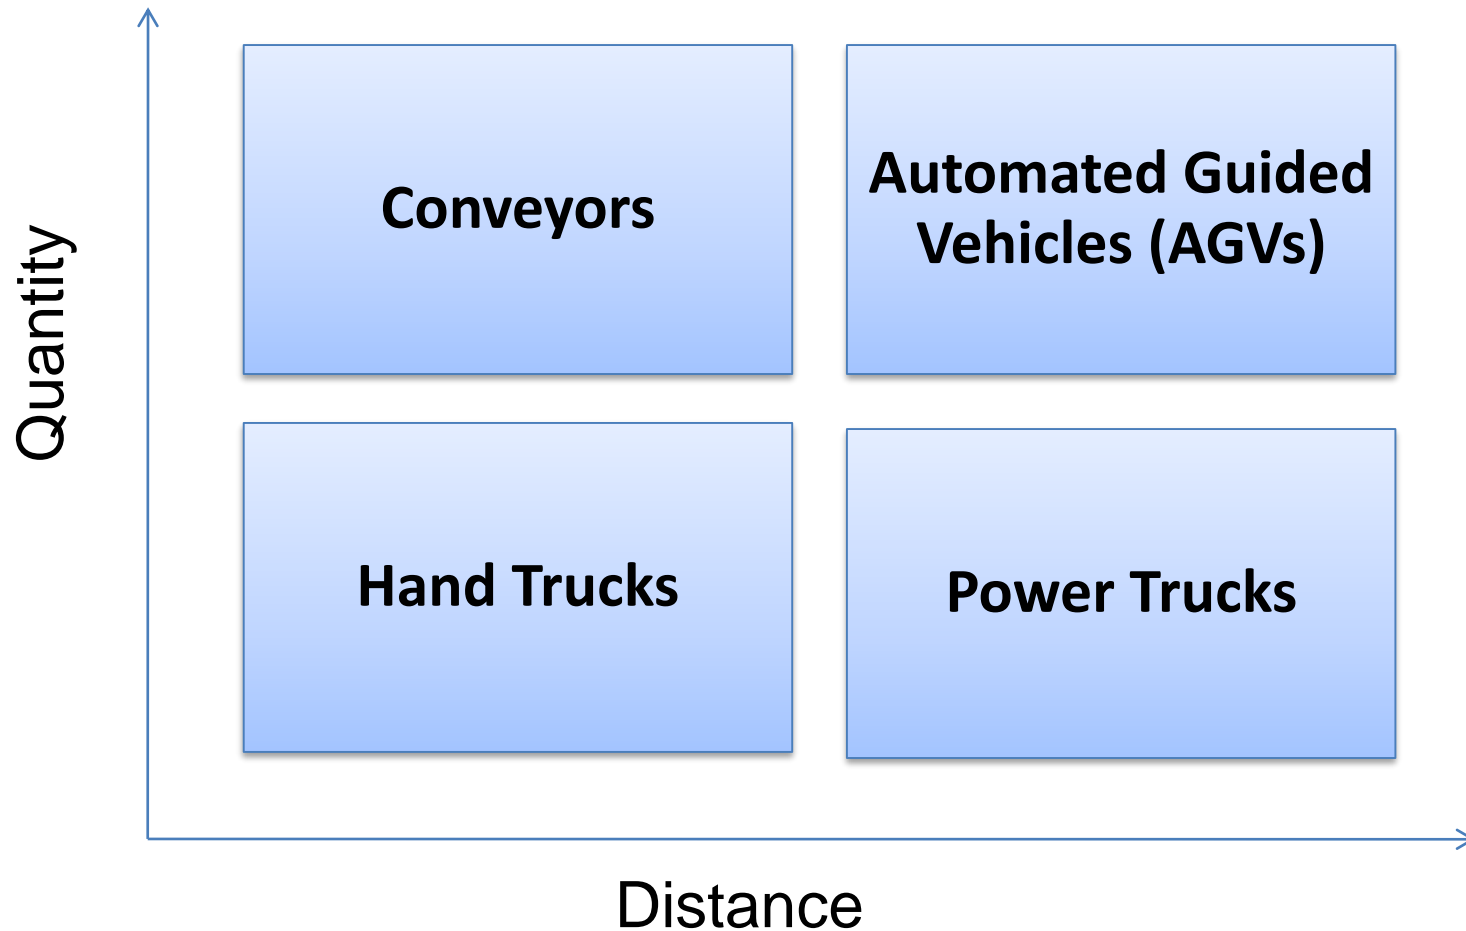 Quantity
Conveyors
Automated Guided
Vehicles (AGVs)
Hand Trucks
Power Trucks
Distance